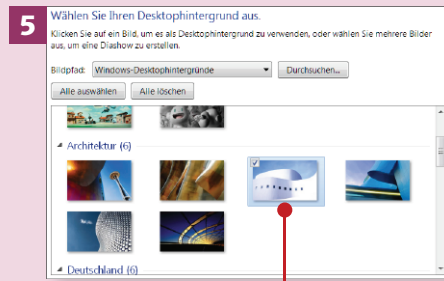 5
Wählen Sie Ihren Desktophintergrund aus.
Klicken Sie auf ein Bild, um es als Desktophintergrund zu verwenden, oder wählen Sie mehrere Bilder
aus, um eine Diashow zu erstellen.
Bildpfad: Windows-Desktophintergründe Durchsuchen...
Alle auswählen Alle löschen
Architektur (6)
Deutschland (6)